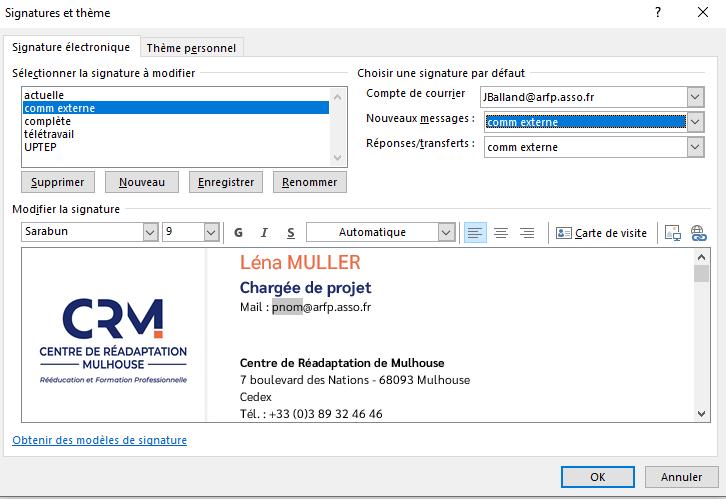 Signatures et thème
Signature électronique
Thème personnel
Sélectionner la signature à modifier
Choisir une signature par défaut
actuelle
comm externe
complète
télétravail
UPTEP
Compte de courrier
JBalland@arfp.asso.fr
Nouveaux messages :
comm externe
Réponses/transferts :
comm externe
Supprimer
Nouveau
Enregistrer
Renommer
Modifier la signature
Sarabun
9
G
I
S
Automatique
Carte de visite
CRM
CENTRE DE RÉADAPTATION
MULHOUSE
Rééducation et Formation Professionnelle
Léna MULLER
Chargée de projet
Mail : pnom@arfp.asso.fr
Centre de Réadaptation de Mulhouse
7 boulevard des Nations - 68093 Mulhouse
Cedex
Tél. : +33 (0)3 89 32 46 46
Obtenir des modèles de signature
OK
Annuler